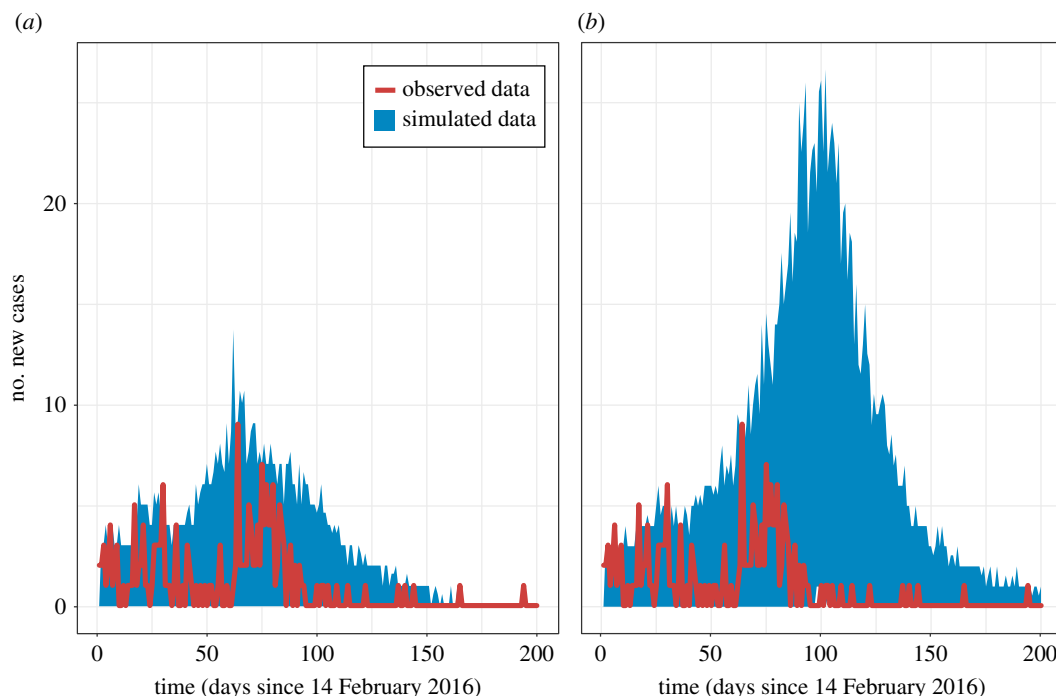 (a)
(b)
observed data
simulated data
20
10
0
no. new cases
0 50 100 150 200
0 50 100 150 200
time (days since 14 February 2016)
time (days since 14 February 2016)